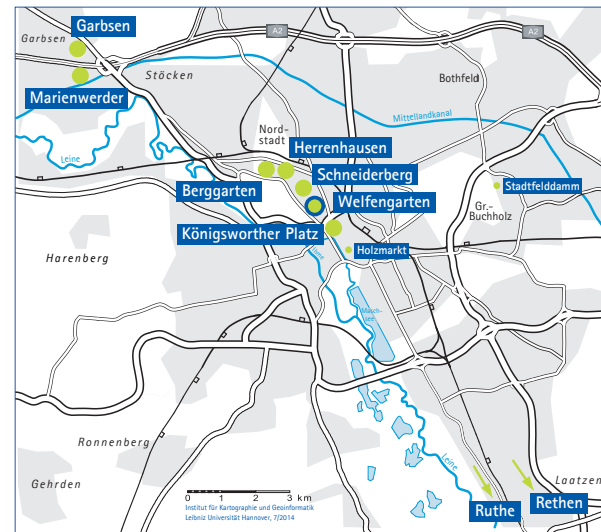 Garbsen
A2
A2
Garbsen
Stöcken
Bothfeld
Marienwerder
Mittellandkanal
Nord-
stadt
Leine
Herrenhausen
Schneiderberg
Stadtfelddamm
Berggarten
Welfengarten
Gr.-
Buchholz
Königsworther Platz
Holzmarkt
Leine
Harenberg
Masch-
see
Ronnenberg
Leine
Laatzen
Gehrden
0 1 2 3 km
Institut für Kartographie und Geoinformatik
Leibniz Universität Hannover, 7/2014
Ruthe
Rethen